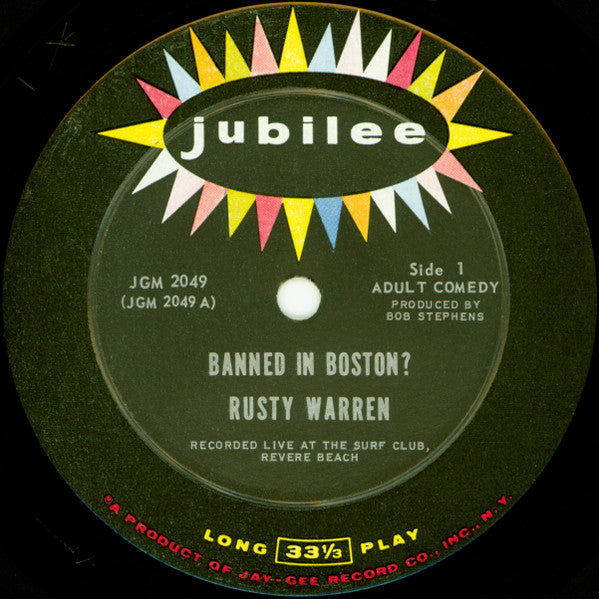 jubilee
JGM 2049
(JGM 2049 A)
Side 1
ADULT COMEDY
PRODUCED BY
BOB STEPHENS
BANNED IN BOSTON?
RUSTY WARREN
RECORDED LIVE AT THE SURF CLUB,
REVERE BEACH
LONG 33⅓ PLAY
®A PRODUCT OF JAY-GEE RECORD CO., INC., N. Y.